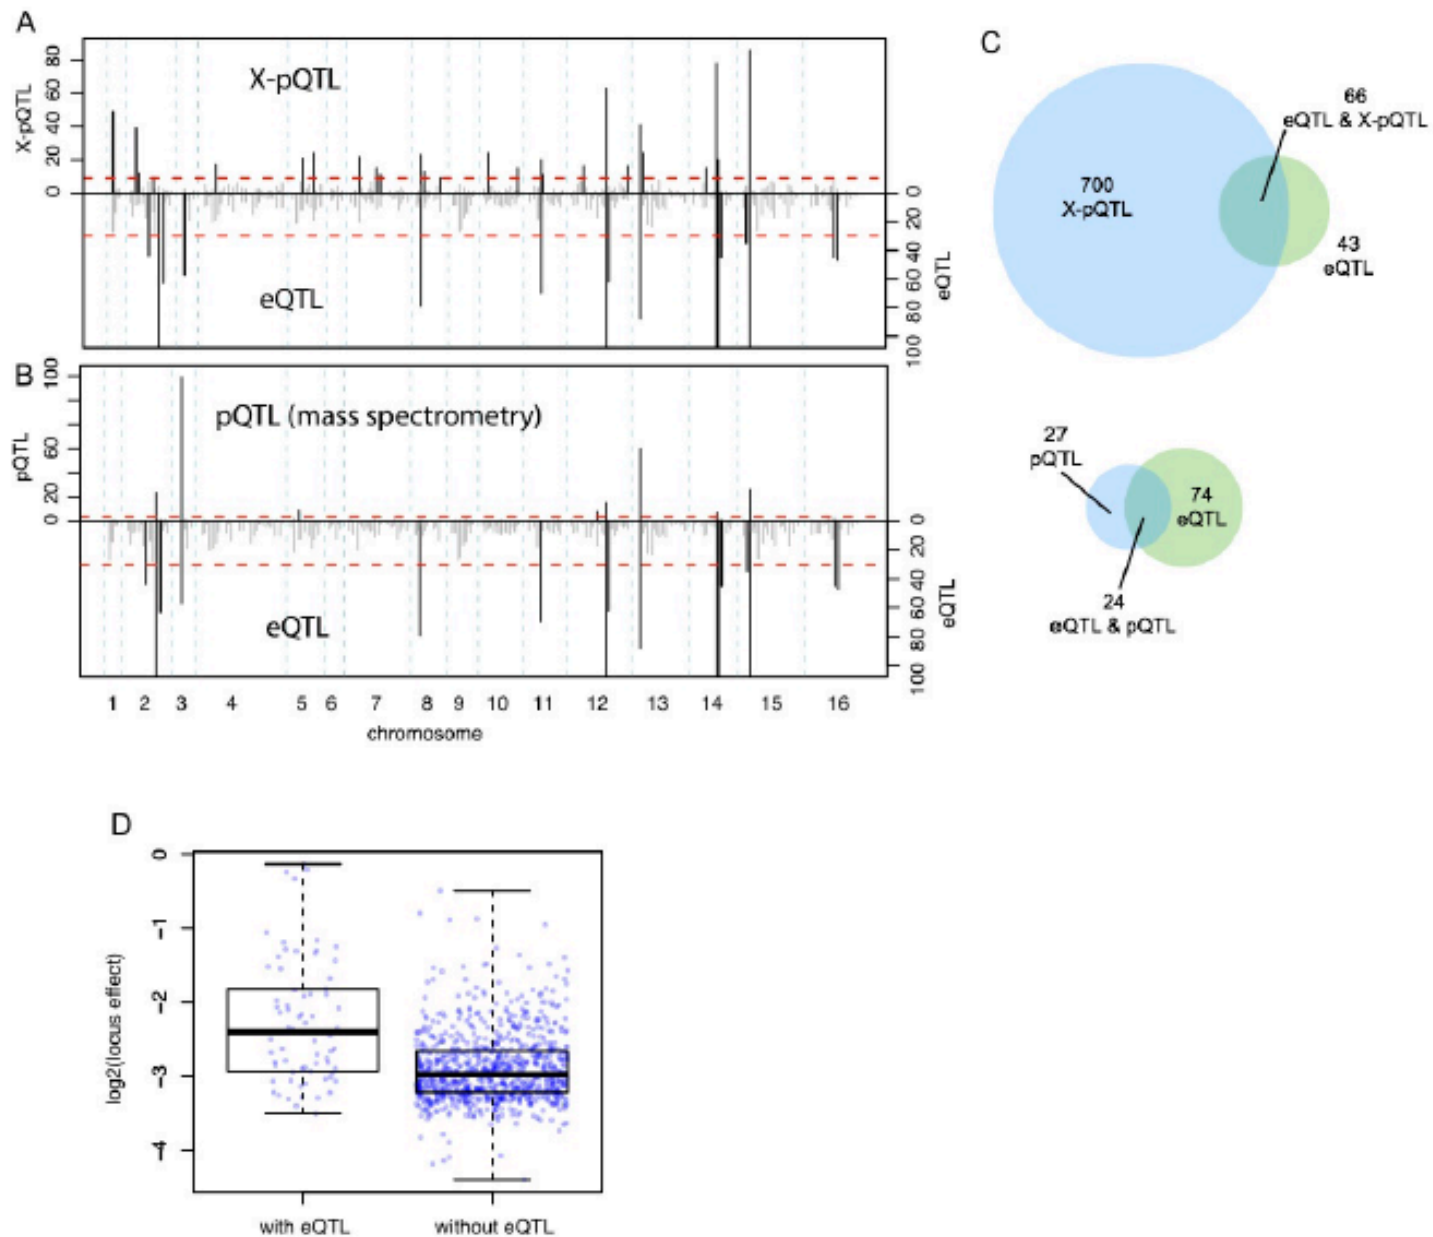 A
X-pQTL
0 20 40 60 80
X-pQTL
eQTL
0 20 40 60 80 100
eQTL
B
pQTL
0 20 60 100
pQTL (mass spectrometry)
eQTL
0 20 40 60 80 100
eQTL
1 2 3 4 5 6 7 8 9 10 11 12 13 14 15 16
chromosome
C
700
X-pQTL
66
eQTL & X-pQTL
43
eQTL
27
pQTL
74
eQTL
24
eQTL & pQTL
D
log2(locus effect)
0
-1
-2
-3
-4
with eQTL without eQTL